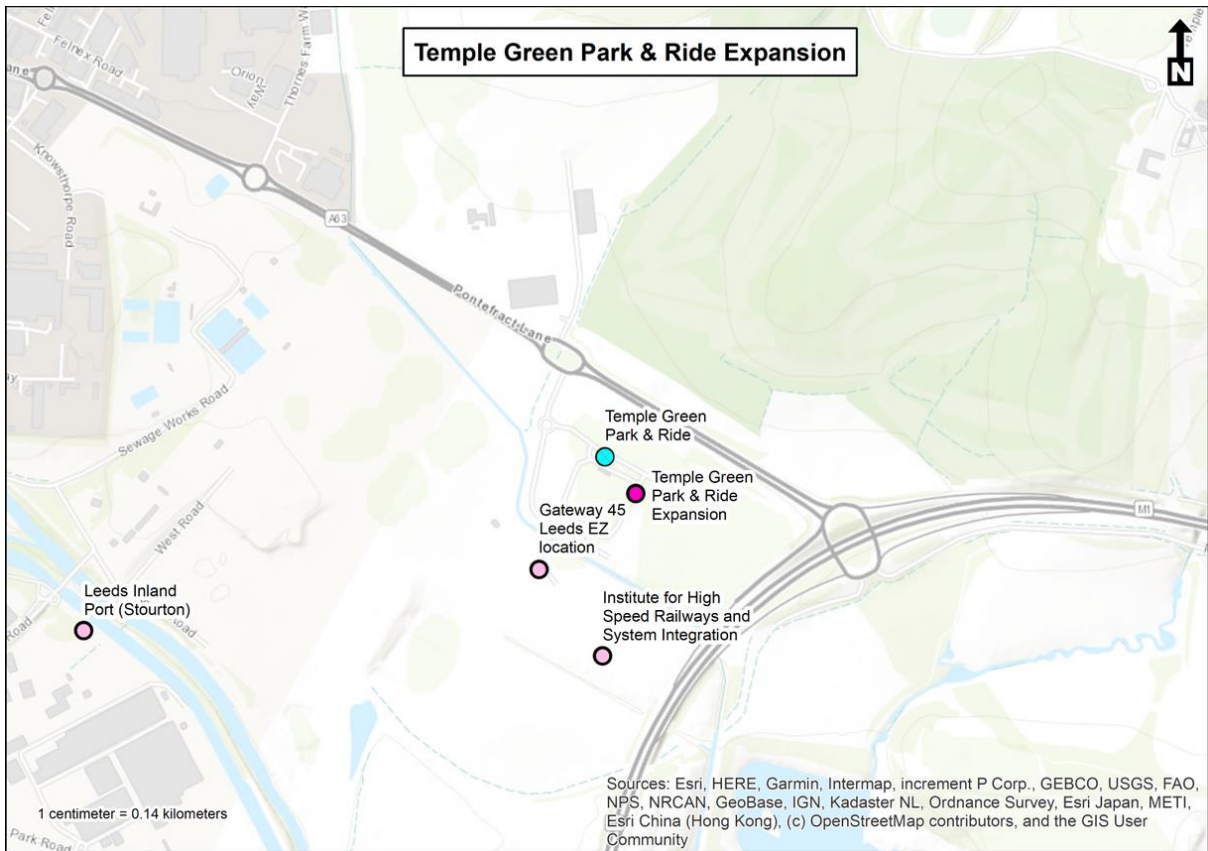 Temple Green Park & Ride Expansion
N
Felnex Road
Orion
Way
Thornes Farm W
Lane
Knowsthorpe Road
A63
Pontefract Lane
Sewage Works Road
West Road
Road
Road
Temple Green
Park & Ride
Temple Green
Park & Ride
Expansion
Gateway 45
Leeds EZ
location
M1
Leeds Inland
Port (Stourton)
Institute for High
Speed Railways and
System Integration
1 centimeter = 0.14 kilometers
Park Road
Sources: Esri, HERE, Garmin, Intermap, increment P Corp., GEBCO, USGS, FAO,
NPS, NRCAN, GeoBase, IGN, Kadaster NL, Ordnance Survey, Esri Japan, METI,
Esri China (Hong Kong), (c) OpenStreetMap contributors, and the GIS User
Community